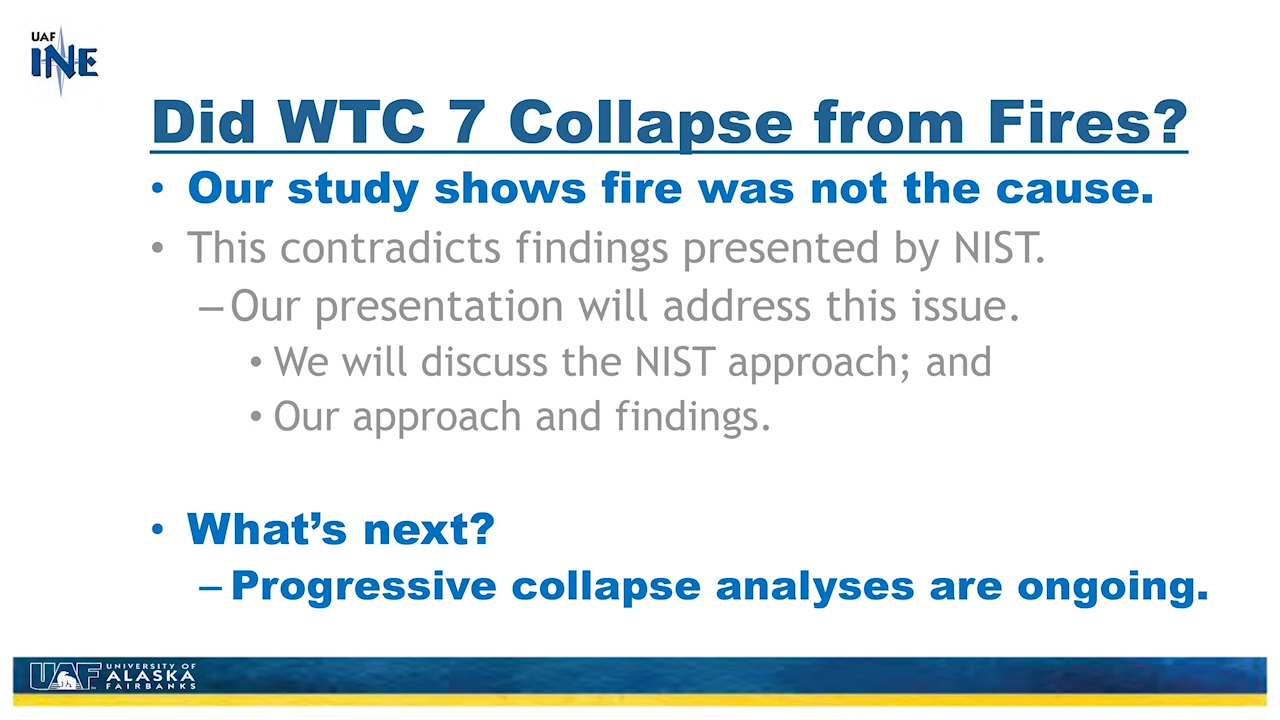 UAF
INE
Did WTC 7 Collapse from Fires?
• Our study shows fire was not the cause.
• This contradicts findings presented by NIST.
– Our presentation will address this issue.
• We will discuss the NIST approach; and
• Our approach and findings.
• What’s next?
– Progressive collapse analyses are ongoing.
UAF UNIVERSITY OF
ALASKA
FAIRBANKS